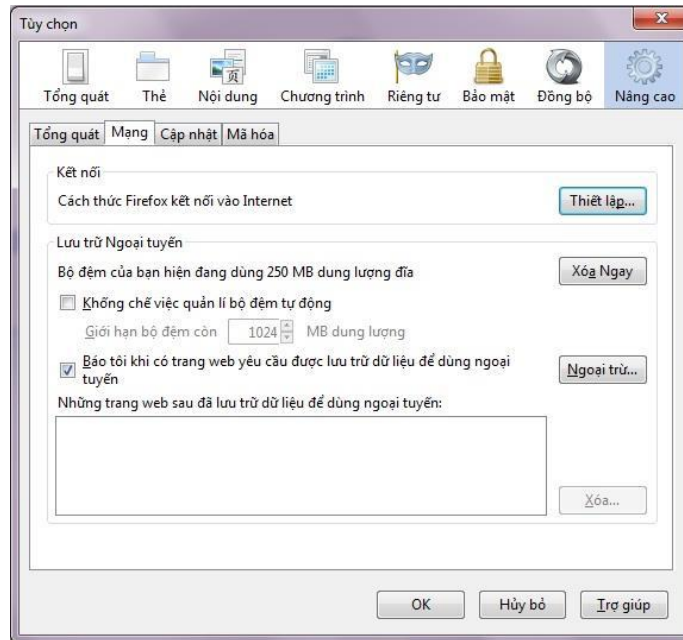 Tùy chọn
Tổng quát Thẻ Nội dung Chương trình Riêng tư Bảo mật Đồng bộ Nâng cao
Tổng quát Mạng Cập nhật Mã hóa
Kết nối
Cách thức Firefox kết nối vào Internet Thiết lập...
Lưu trữ Ngoại tuyến
Bộ đệm của bạn hiện đang dùng 250 MB dung lượng đĩa Xóa Ngay
Khống chế việc quản lí bộ đệm tự động
Giới hạn bộ đệm còn 1024 MB dung lượng
Báo tôi khi có trang web yêu cầu được lưu trữ dữ liệu để dùng ngoại
tuyến
Ngoại trừ...
Những trang web sau đã lưu trữ dữ liệu để dùng ngoại tuyến:
Xóa...
OK Hủy bỏ Trợ giúp